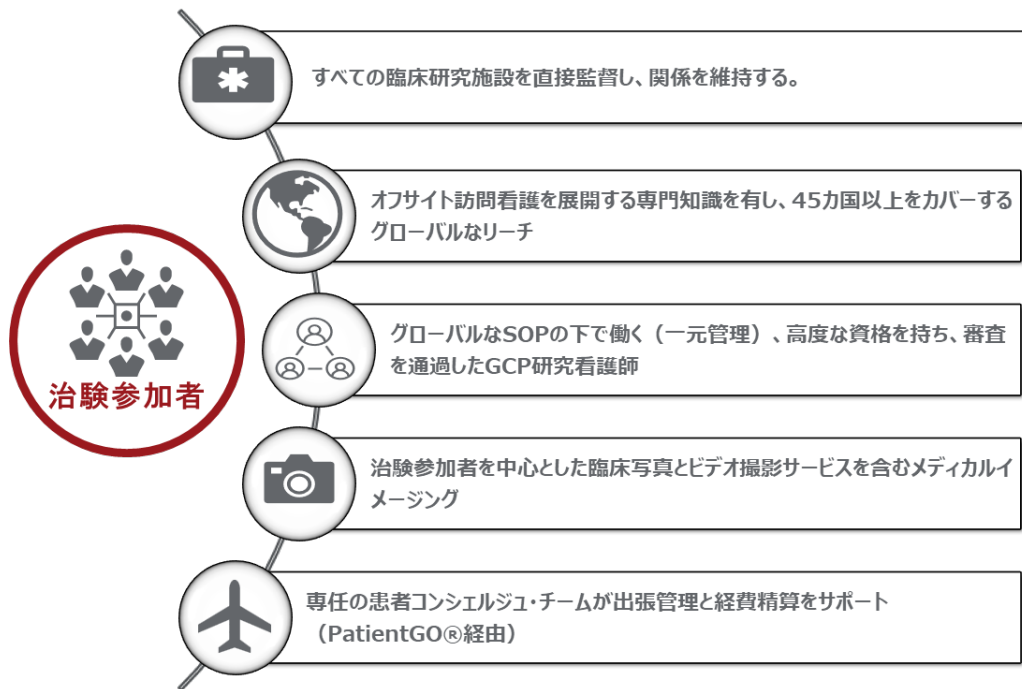 すべての臨床研究施設を直接監督し、関係を維持する。
オフサイト訪問看護を展開する専門知識を有し、45カ国以上をカバーする
グローバルなリーチ
治験参加者
グローバルなSOPの下で働く（一元管理）、高度な資格を持ち、審査
を通過したGCP研究看護師
治験参加者を中心とした臨床写真とビデオ撮影サービスを含むメディカルイ
メージング
専任の患者コンシェルジュ・チームが出張管理と経費精算をサポート
（PatientGO®経由）